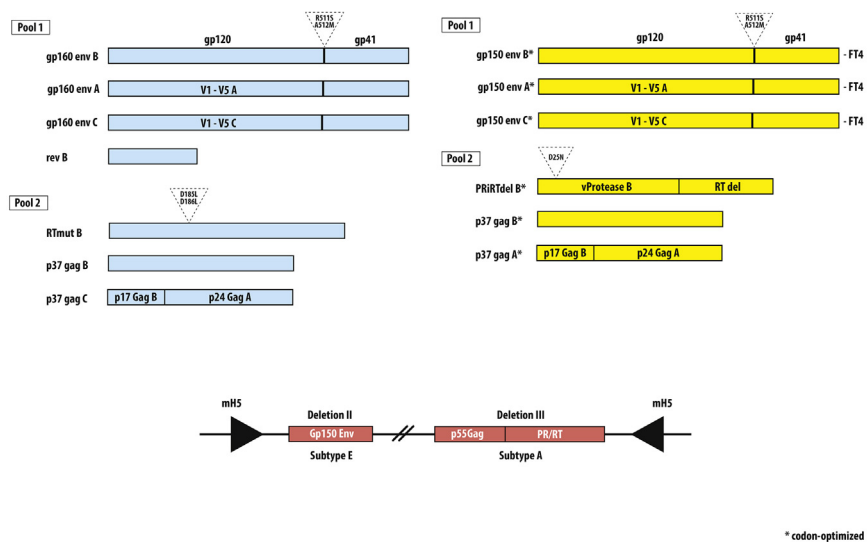 Pool 1
R511S
A512M
gp120
gp41
gp160 env B
gp160 env A
V1 - V5 A
gp160 env C
V1 - V5 C
rev B
Pool 2
D185L
D186L
RTmut B
p37 gag B
p37 gag C
p17 Gag B
p24 Gag A
Pool 1
R511S
A512M
gp120
gp41
gp150 env B*
- FT4
gp150 env A*
V1 - V5 A
- FT4
gp150 env C*
V1 - V5 C
- FT4
Pool 2
D25N
PRiRTdel B*
vProtease B
RT del
p37 gag B*
p37 gag A*
p17 Gag B
p24 Gag A
mH5
Deletion II
Deletion III
mH5
Gp150 Env
p55Gag
PR/RT
Subtype E
Subtype A
* codon-optimized